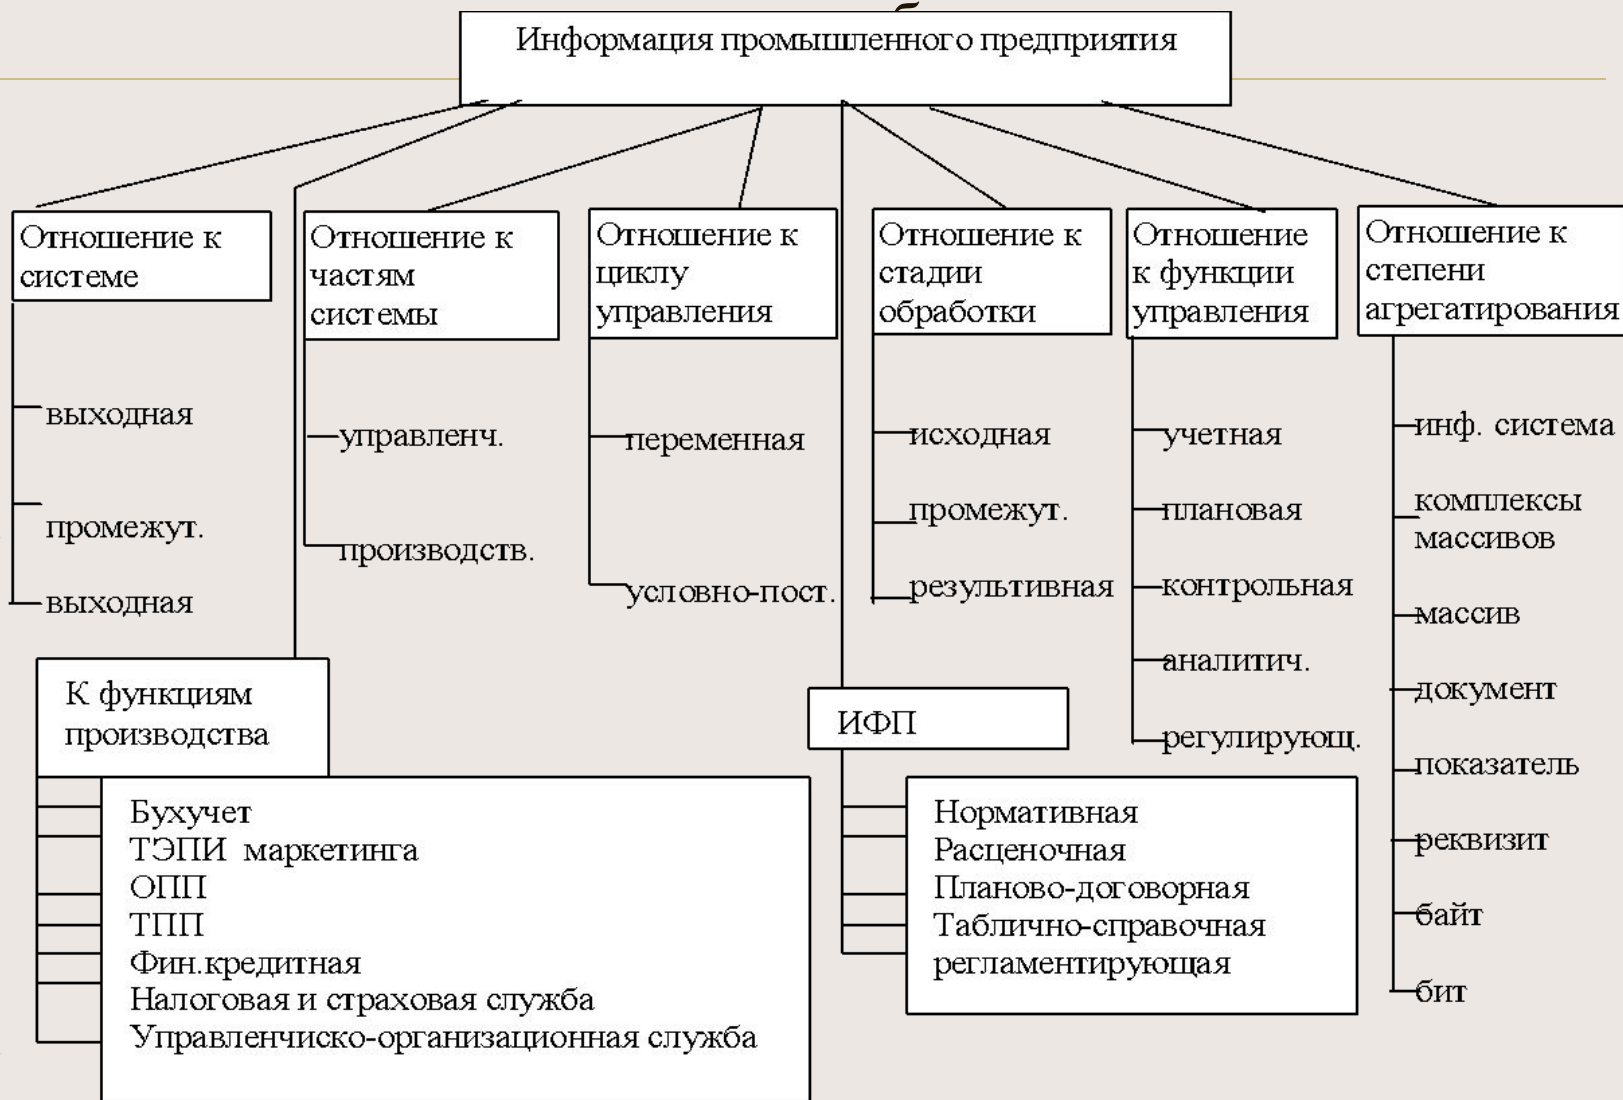 Информация промышленного предприятия
Отношение к
системе
выходная
промежут.
выходная
Отношение к
частям
системы
управленч.
производств.
Отношение к
циклу
управления
переменная
условно-пост.
Отношение к
стадии
обработки
исходная
промежут.
результивная
Отношение
к функции
управления
учетная
плановая
контрольная
аналитич.
регулирующ.
Отношение к
степени
агрегатирования
инф. система
комплексы
массивов
массив
документ
показатель
реквизит
байт
бит
К функциям
производства
Бухучет
ТЭПИ маркетинга
ОПП
ТПП
Фин.кредитная
Налоговая и страховая служба
Управленчиско-организационная служба
ИФП
Нормативная
Расценочная
Планово-договорная
Таблично-справочная
регламентирующая